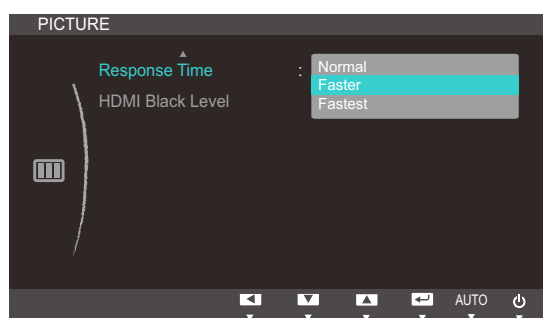 PICTURE
Response Time : Normal
Faster
HDMI Black Level Fastest
AUTO